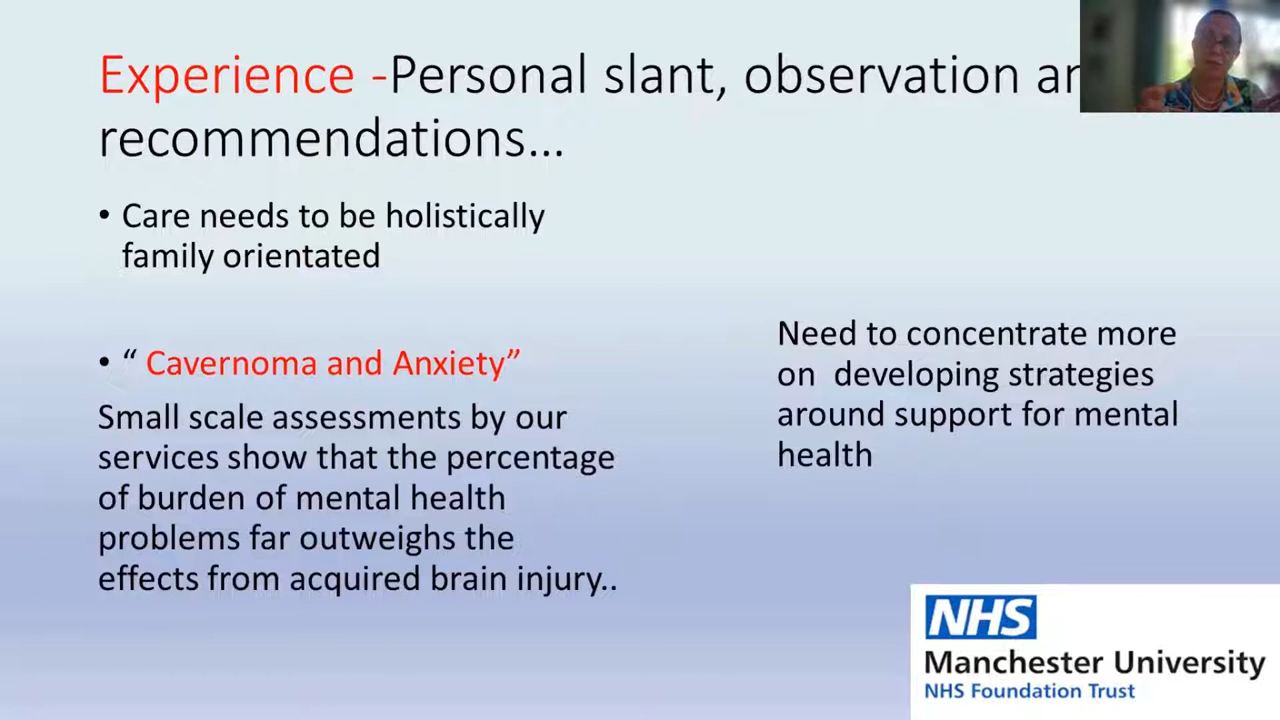 Experience -Personal slant, observation
recommendations...
• Care needs to be holistically
family orientated
• “ Cavernoma and Anxiety”
Small scale assessments by our
services show that the percentage
of burden of mental health
problems far outweighs the
effects from acquired brain injury..
Need to concentrate more
on developing strategies
around support for mental
health
NHS
Manchester University
NHS Foundation Trust